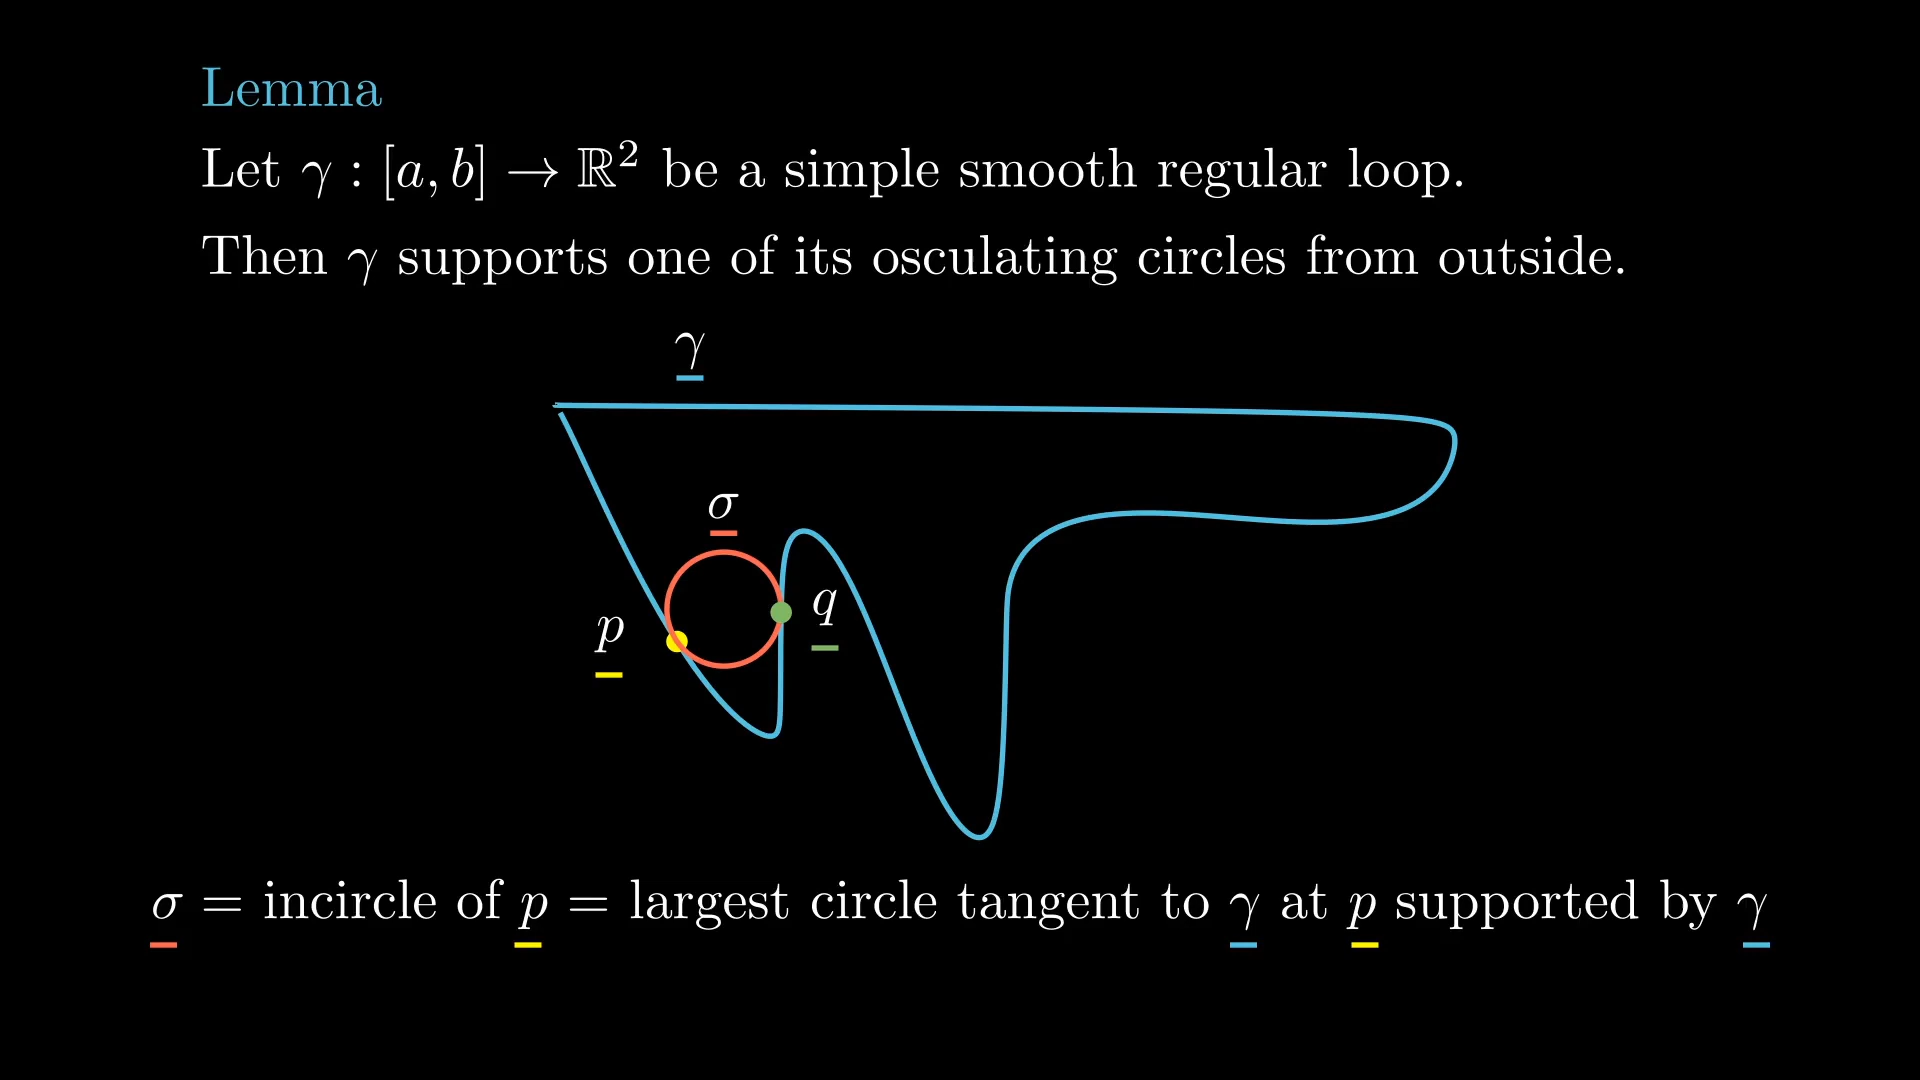 Lemma
Let γ : [a, b] → ℝ² be a simple smooth regular loop.
Then γ supports one of its osculating circles from outside.
γ
σ
q
p
σ = incircle of p = largest circle tangent to γ at p supported by γ